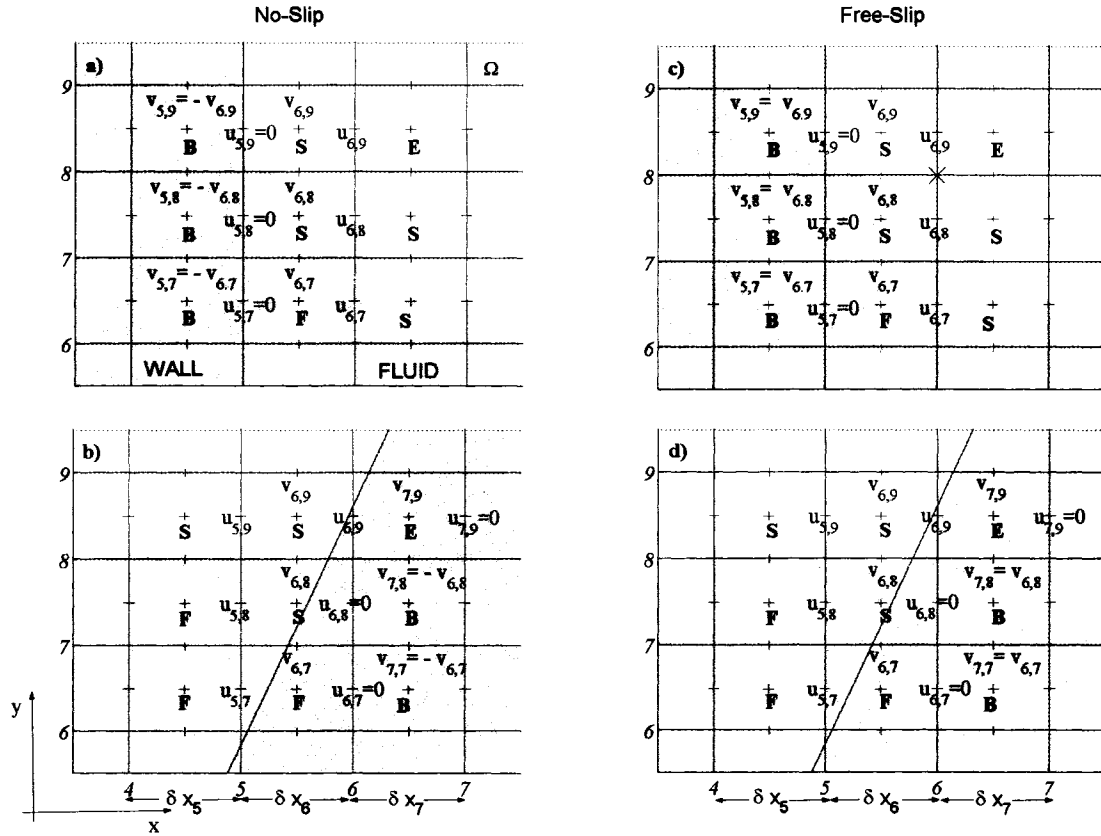 No-Slip
Free-Slip
a)
Ω
9
v5,9= - v6.9
v6,9
u5,9=0
u6,9
B
S
E
8
v5,8= - v6.8
v6,8
u5,8=0
u6,8
B
S
S
7
v5,7= - v6.7
v6,7
u5,7=0
u6,7
B
F
S
6
WALL
FLUID
c)
9
v5,9= v6.9
v6,9
u5,9=0
u6,9
B
S
E
8
v5,8= v6.8
v6,8
u5,8=0
u6,8
B
S
S
7
v5,7= v6.7
v6,7
u5,7=0
u6,7
B
F
S
6
b)
9
v6,9
v7,9
u5,9
u6,9
u7,9=0
S
S
E
8
v6,8
v7,8= - v6,8
u5,8
u6,8=0
F
S
B
7
v6,7
v7,7= - v6,7
u5,7
u6,7=0
F
F
B
6
y
x
4
5
6
7
δ x5
δ x6
δ x7
d)
9
v6,9
v7,9
u5,9
u6,9
u7,9=0
S
S
E
8
v6,8
v7,8= v6,8
u5,8
u6,8=0
F
S
B
7
v6,7
v7,7= v6,7
u5,7
u6,7=0
F
F
B
6
4
5
6
7
δ x5
δ x6
δ x7